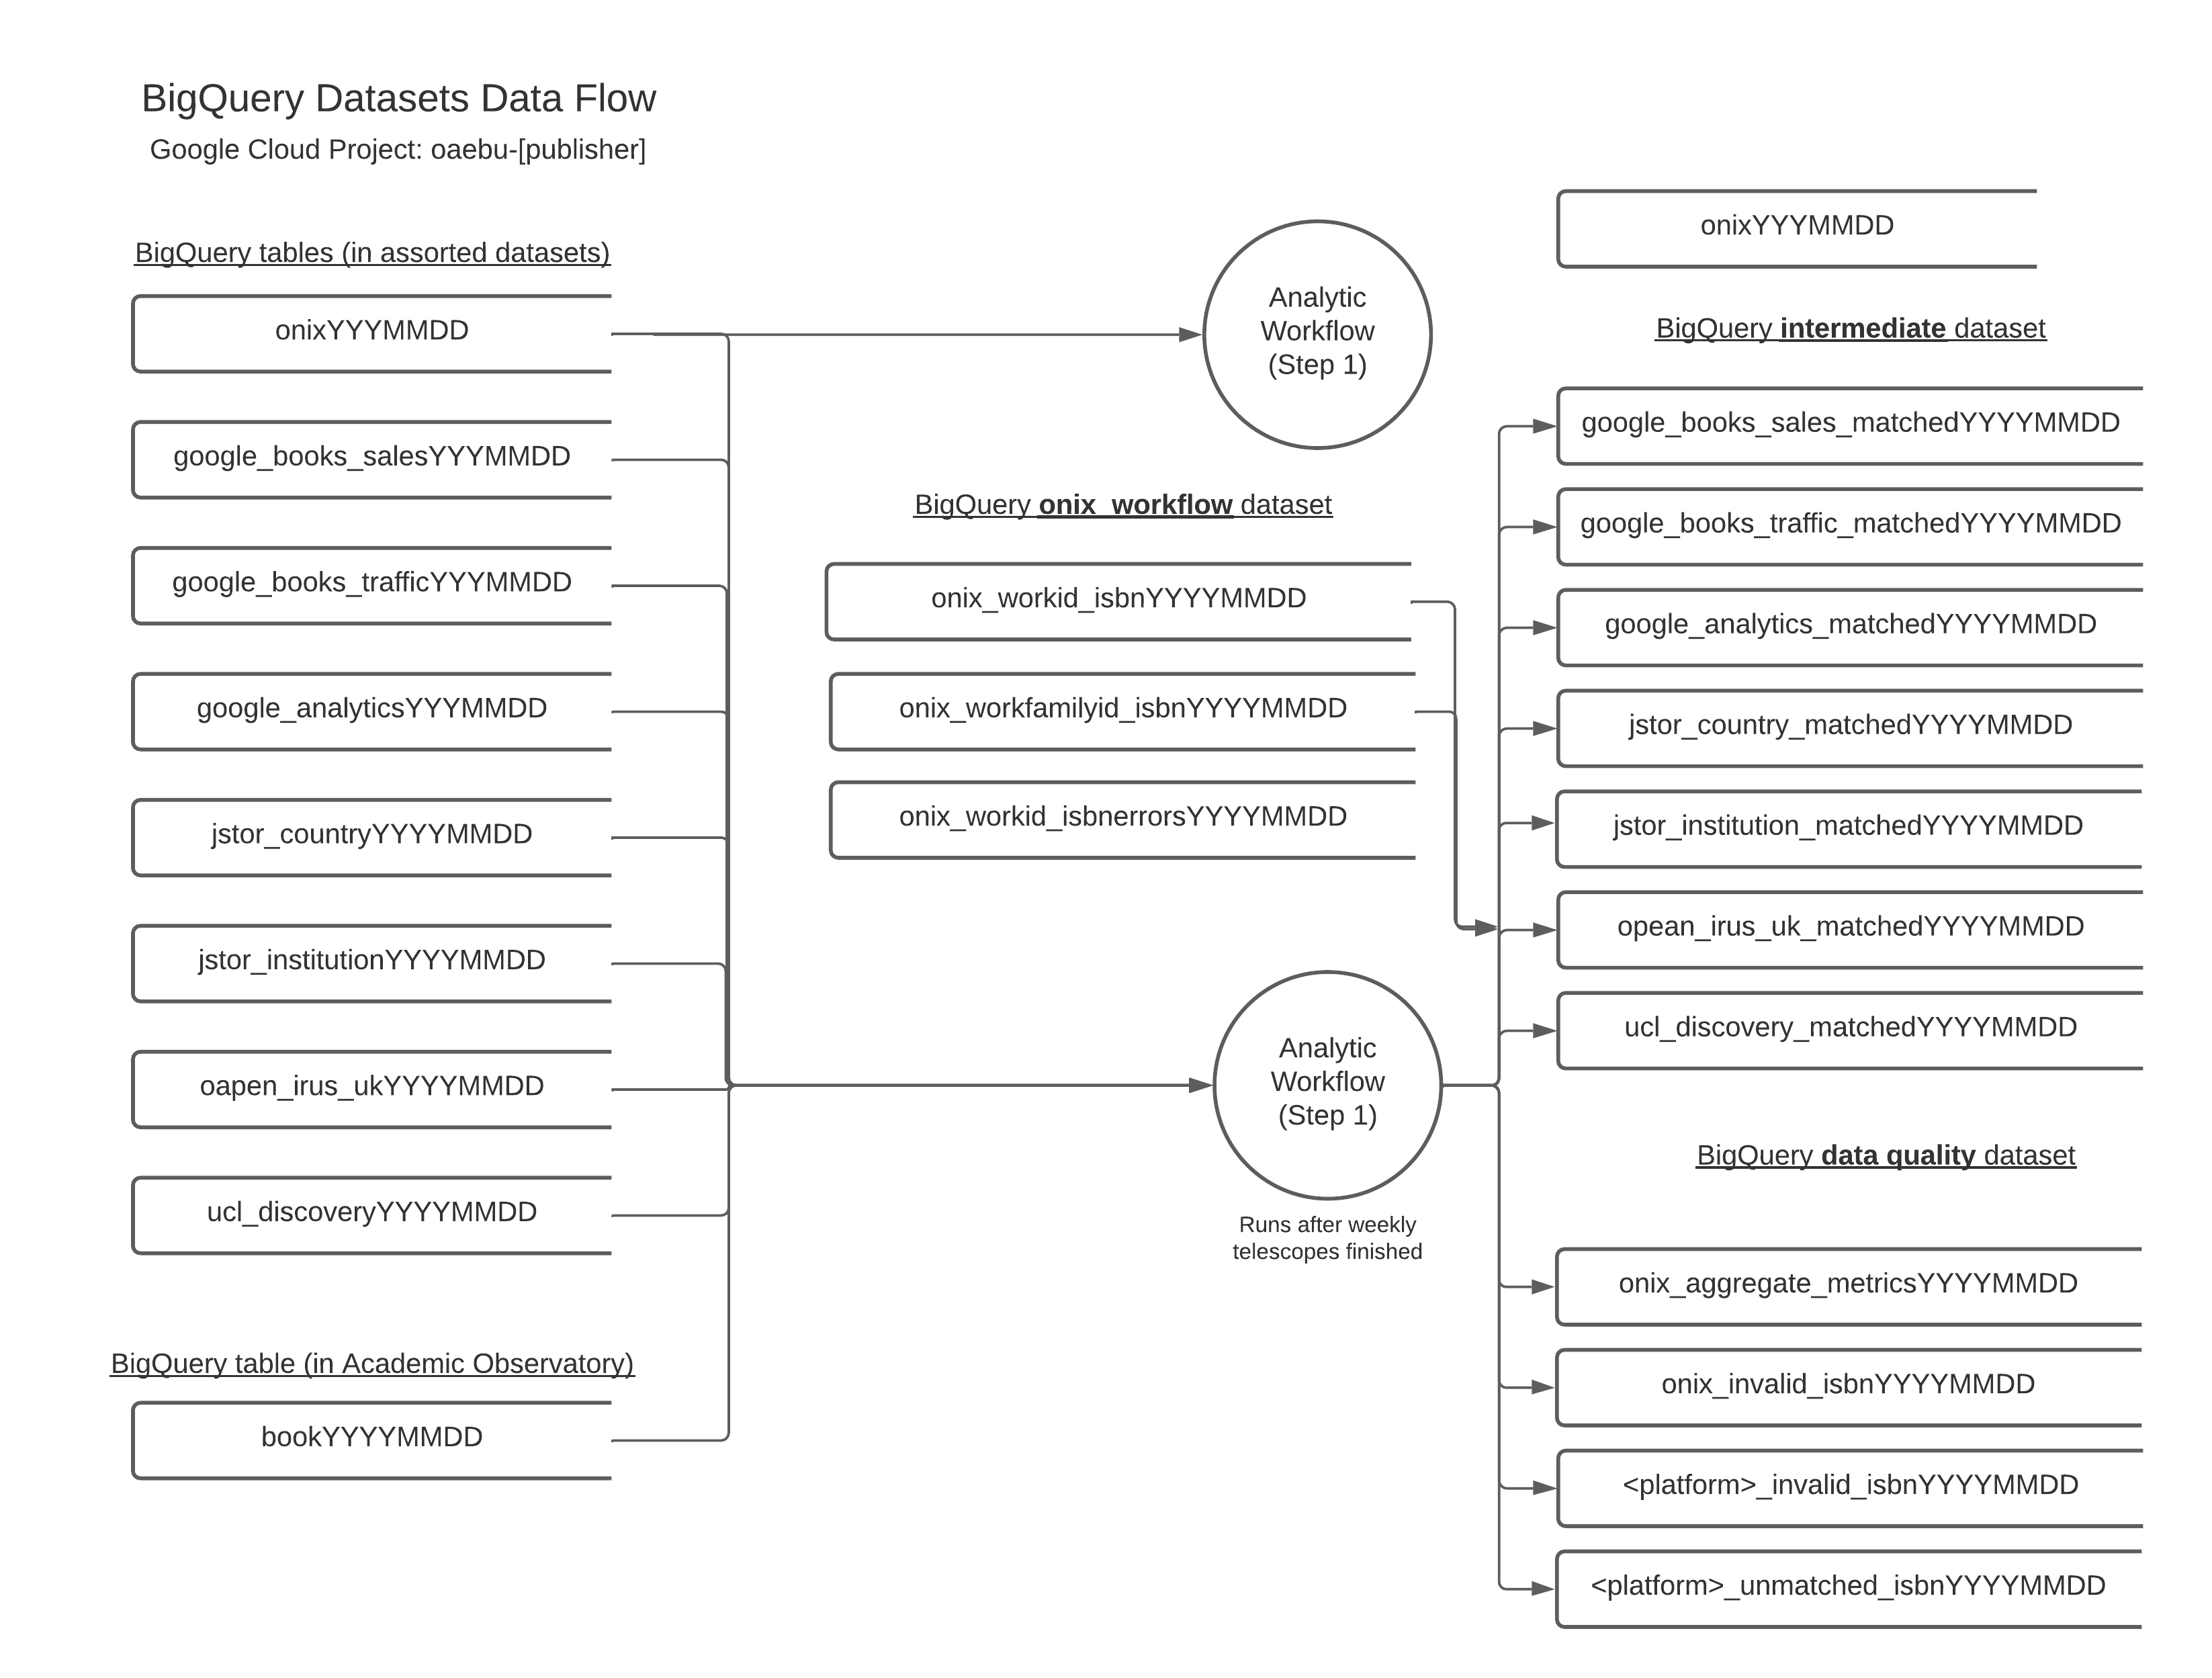 BigQuery Datasets Data Flow
Google Cloud Project: oaebu-[publisher]
BigQuery tables (in assorted datasets)
onixYYYMMDD
google_books_salesYYYMMDD
google_books_trafficYYYMMDD
google_analyticsYYYMMDD
jstor_countryYYYYMMDD
jstor_institutionYYYYMMDD
oapen_irus_ukYYYYMMDD
ucl_discoveryYYYYMMDD
BigQuery table (in Academic Observatory)
bookYYYYMMDD
Analytic
Workflow
(Step 1)
BigQuery onix_workflow dataset
onix_workid_isbnYYYYMMDD
onix_workfamilyid_isbnYYYYMMDD
onix_workid_isbnerrorsYYYYMMDD
Analytic
Workflow
(Step 1)
Runs after weekly
telescopes finished
onixYYYMMDD
BigQuery intermediate dataset
google_books_sales_matchedYYYYMMDD
google_books_traffic_matchedYYYYMMDD
google_analytics_matchedYYYYMMDD
jstor_country_matchedYYYYMMDD
jstor_institution_matchedYYYYMMDD
opean_irus_uk_matchedYYYYMMDD
ucl_discovery_matchedYYYYMMDD
BigQuery data quality dataset
onix_aggregate_metricsYYYYMMDD
onix_invalid_isbnYYYYMMDD
<platform>_invalid_isbnYYYYMMDD
<platform>_unmatched_isbnYYYYMMDD